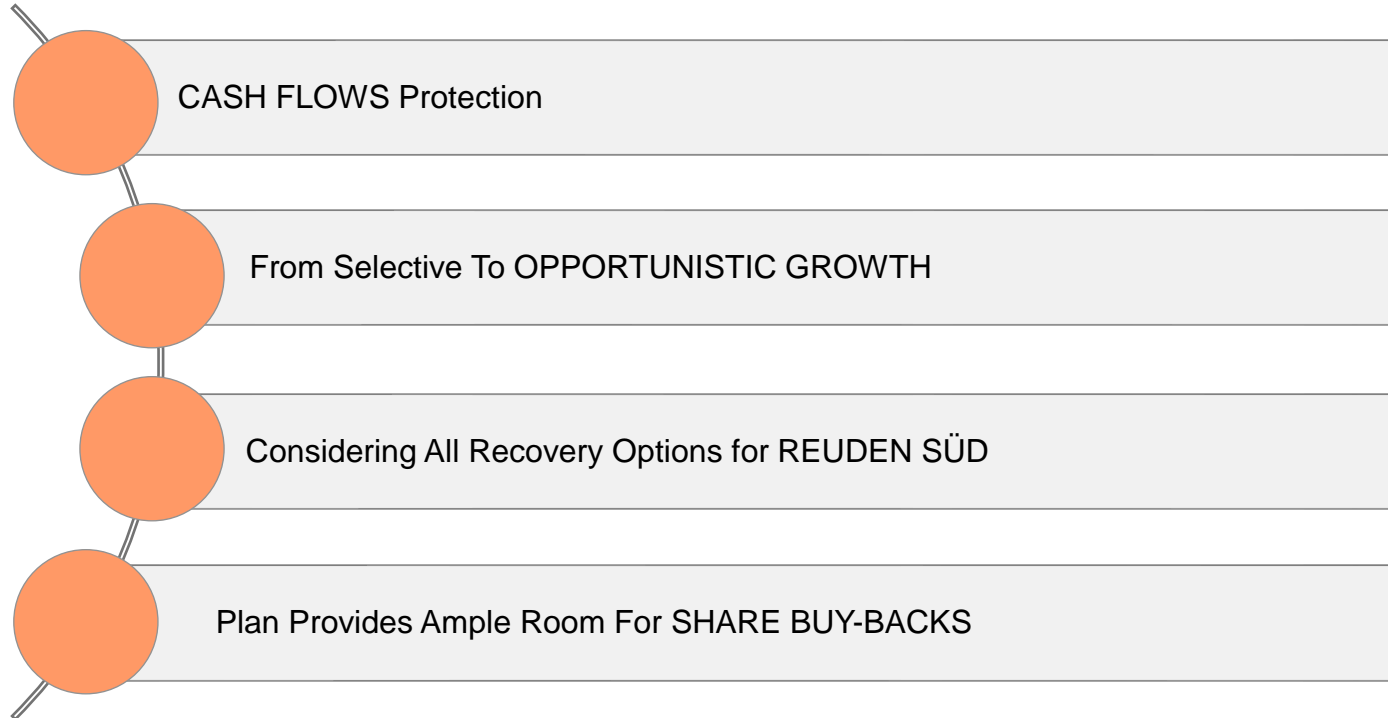 CASH FLOWS Protection
From Selective To OPPORTUNISTIC GROWTH
Considering All Recovery Options for REUDEN SÜD
Plan Provides Ample Room For SHARE BUY-BACKS